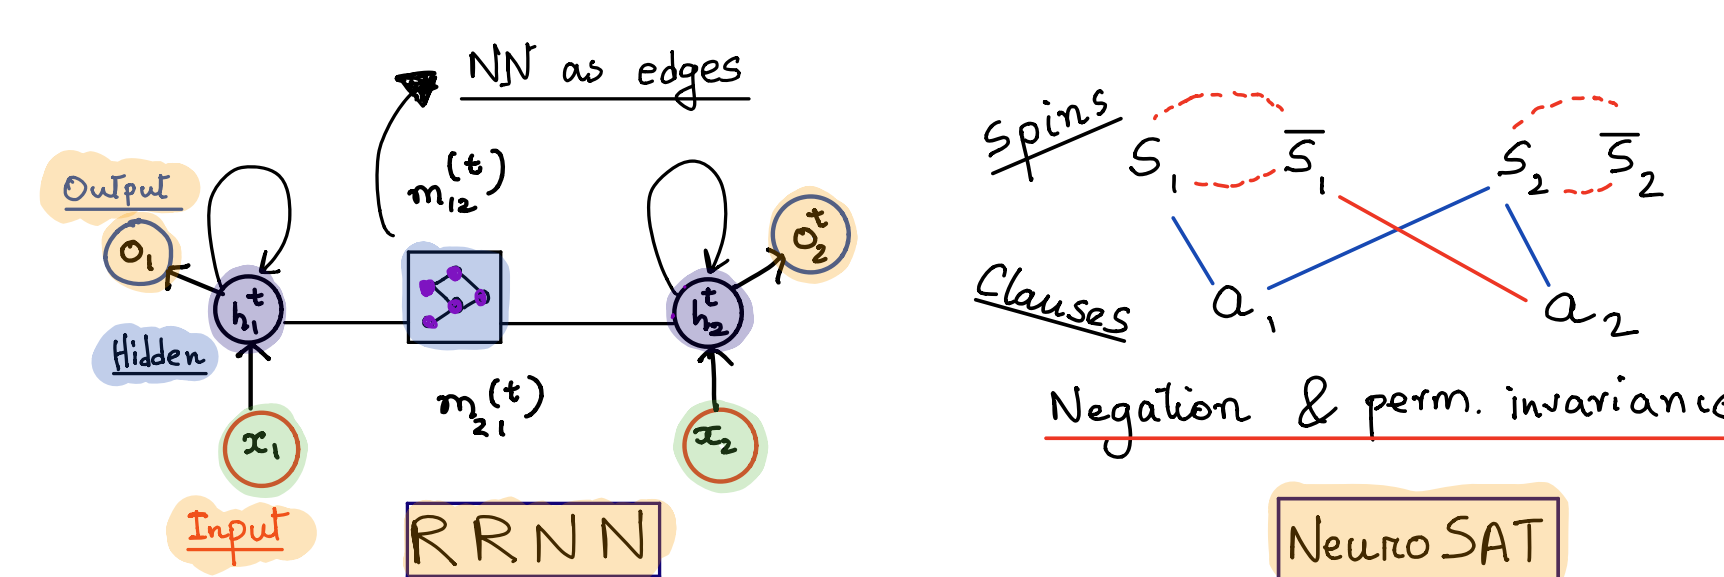 NN as edges
m₁₂⁽ᵗ⁾
Output
o₁
o₂ᵗ
h₁ᵗ
h₂ᵗ
Hidden
m₂₁⁽ᵗ⁾
x₁
x₂
Input
RRNN
Spins
S₁ S̅₁ S₂ S̅₂
Clauses
a₁ a₂
Negation & perm. invariance
NeuroSAT